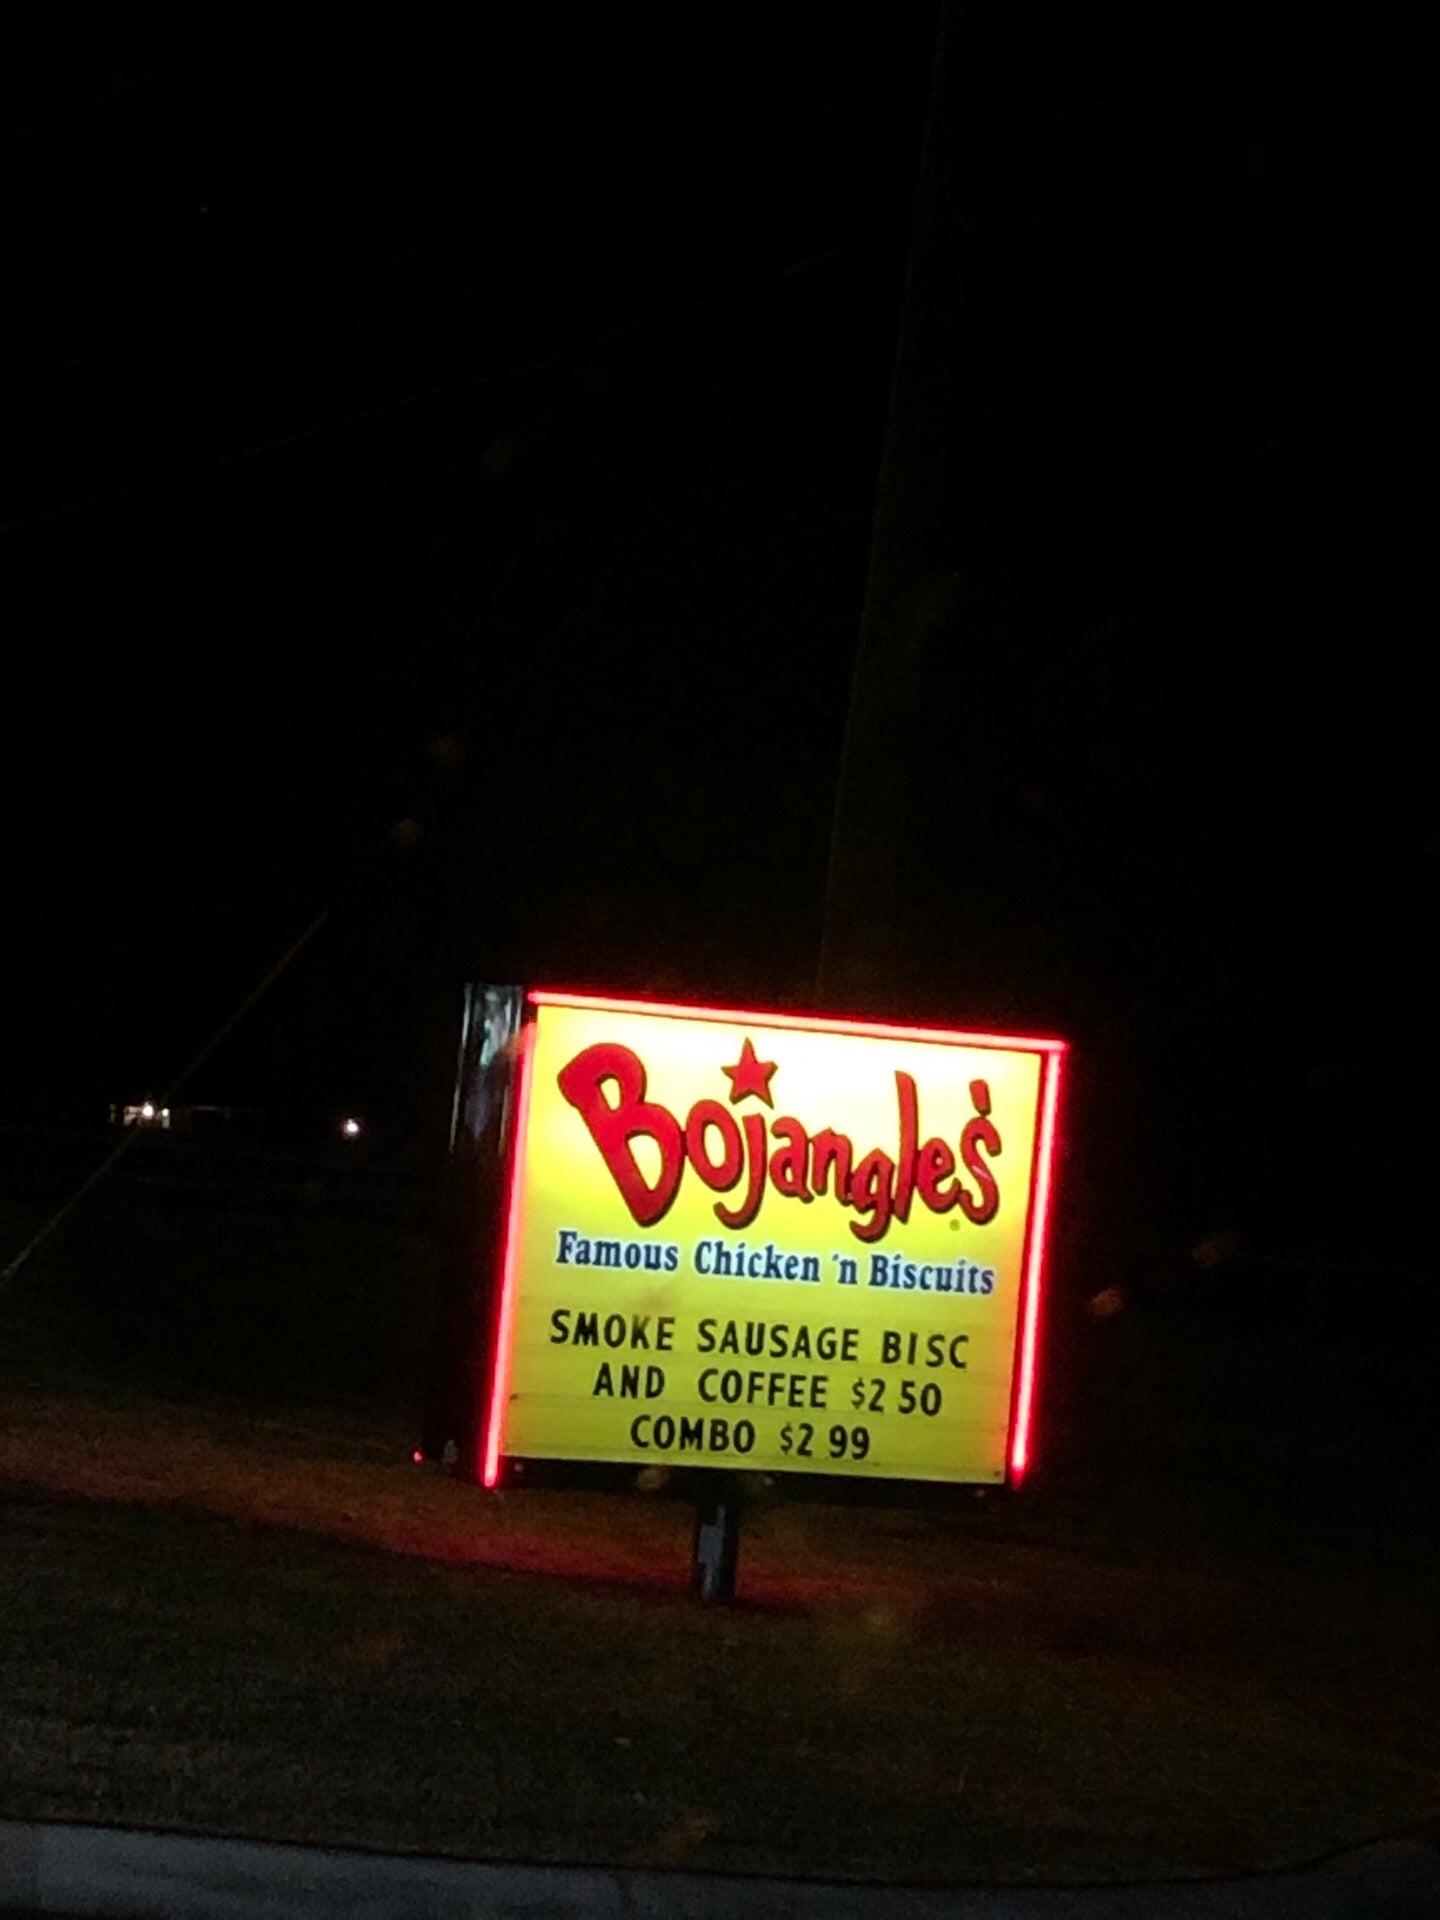 Bojangles'®
Famous Chicken 'n Biscuits
SMOKE SAUSAGE BISC
AND COFFEE $2 50
COMBO $2 99